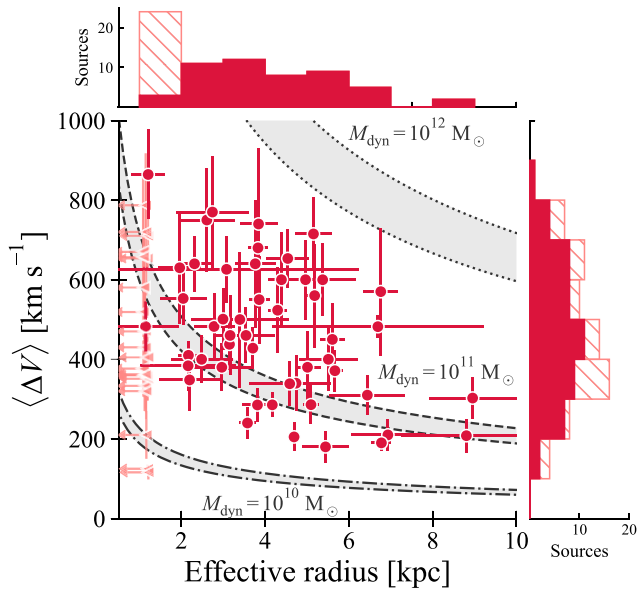 20
Sources
0
1000
M_dyn = 10^12 M_⊙
800
600
⟨ΔV⟩ [km s^−1]
400
M_dyn = 10^11 M_⊙
200
M_dyn = 10^10 M_⊙
0
2 4 6 8 10
Effective radius [kpc]
10 20
Sources